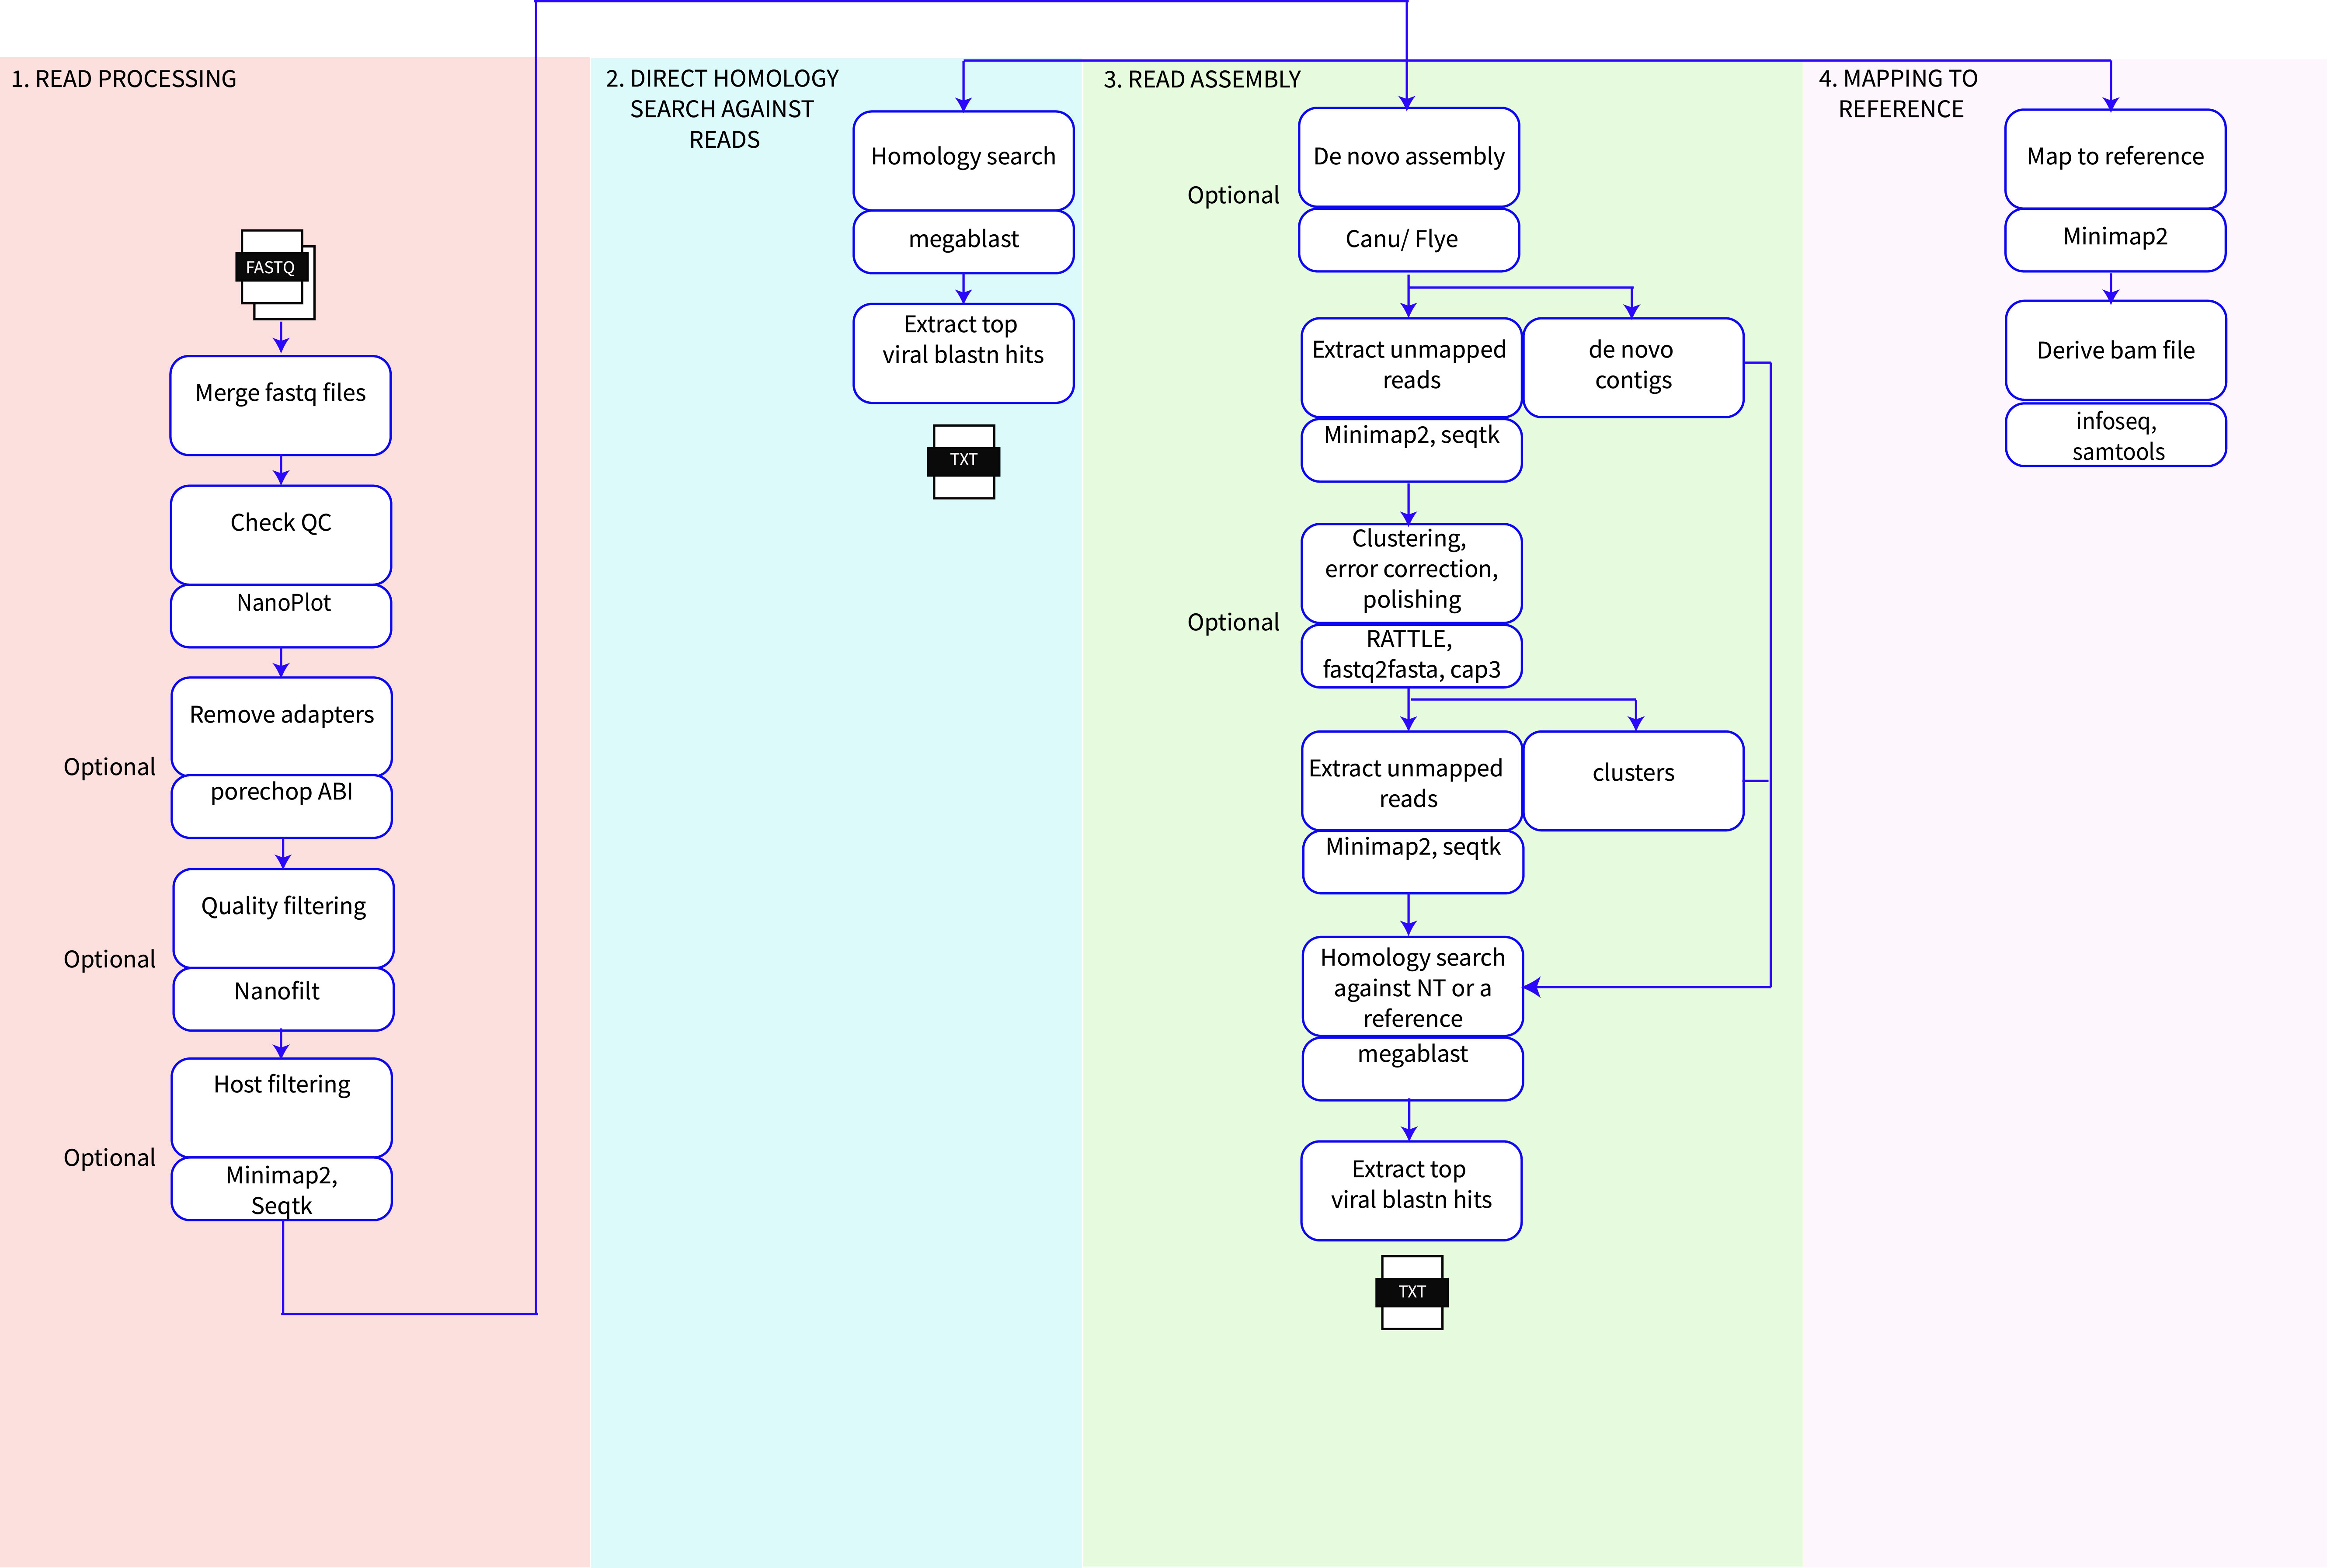 1. READ PROCESSING
FASTQ
Merge fastq files
Check QC
NanoPlot
Remove adapters
Optional
porechop ABI
Quality filtering
Optional
Nanofilt
Host filtering
Optional
Minimap2,
Seqtk
2. DIRECT HOMOLOGY
SEARCH AGAINST
READS
Homology search
megablast
Extract top
viral blastn hits
TXT
3. READ ASSEMBLY
De novo assembly
Optional
Canu/ Flye
Extract unmapped
reads
de novo
contigs
Minimap2, seqtk
Clustering,
error correction,
polishing
Optional
RATTLE,
fastq2fasta, cap3
Extract unmapped
reads
clusters
Minimap2, seqtk
Homology search
against NT or a
reference
megablast
Extract top
viral blastn hits
TXT
4. MAPPING TO
REFERENCE
Map to reference
Minimap2
Derive bam file
infoseq,
samtools